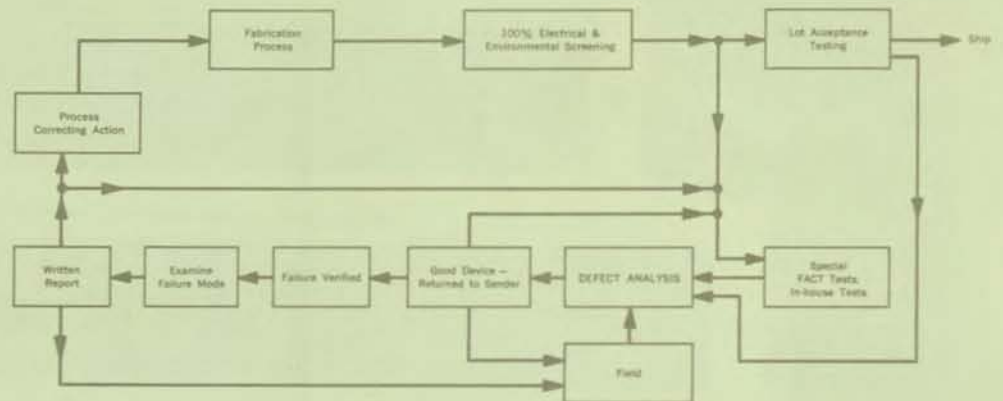 Fabrication
Process
100% Electrical &
Environmental Screening
Lot Acceptance
Testing
Ship
Process
Correcting Action
Written
Report
Examine
Failure Mode
Failure Verified
Good Device —
Returned to Sender
DEFECT ANALYSIS
Special
FACT Tests,
In-house Tests
Field